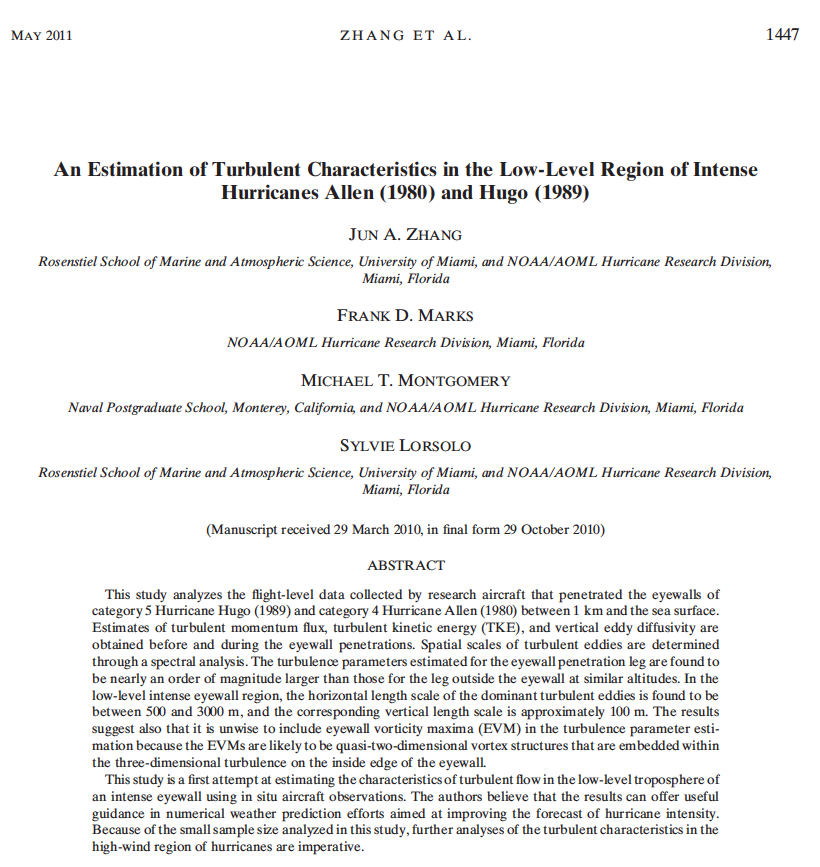 MAY 2011
ZHANG ET AL.
1447
An Estimation of Turbulent Characteristics in the Low-Level Region of Intense
Hurricanes Allen (1980) and Hugo (1989)
JUN A. ZHANG
Rosenstiel School of Marine and Atmospheric Science, University of Miami, and NOAA/AOML Hurricane Research Division,
Miami, Florida
FRANK D. MARKS
NOAA/AOML Hurricane Research Division, Miami, Florida
MICHAEL T. MONTGOMERY
Naval Postgraduate School, Monterey, California, and NOAA/AOML Hurricane Research Division, Miami, Florida
SYLVIE LORSOLO
Rosenstiel School of Marine and Atmospheric Science, University of Miami, and NOAA/AOML Hurricane Research Division,
Miami, Florida
(Manuscript received 29 March 2010, in final form 29 October 2010)
ABSTRACT
This study analyzes the flight-level data collected by research aircraft that penetrated the eyewalls of
category 5 Hurricane Hugo (1989) and category 4 Hurricane Allen (1980) between 1 km and the sea surface.
Estimates of turbulent momentum flux, turbulent kinetic energy (TKE), and vertical eddy diffusivity are
obtained before and during the eyewall penetrations. Spatial scales of turbulent eddies are determined
through a spectral analysis. The turbulence parameters estimated for the eyewall penetration leg are found to
be nearly an order of magnitude larger than those for the leg outside the eyewall at similar altitudes. In the
low-level intense eyewall region, the horizontal length scale of the dominant turbulent eddies is found to be
between 500 and 3000 m, and the corresponding vertical length scale is approximately 100 m. The results
suggest also that it is unwise to include eyewall vorticity maxima (EVM) in the turbulence parameter esti-
mation because the EVMs are likely to be quasi-two-dimensional vortex structures that are embedded within
the three-dimensional turbulence on the inside edge of the eyewall.
This study is a first attempt at estimating the characteristics of turbulent flow in the low-level troposphere of
an intense eyewall using in situ aircraft observations. The authors believe that the results can offer useful
guidance in numerical weather prediction efforts aimed at improving the forecast of hurricane intensity.
Because of the small sample size analyzed in this study, further analyses of the turbulent characteristics in the
high-wind region of hurricanes are imperative.